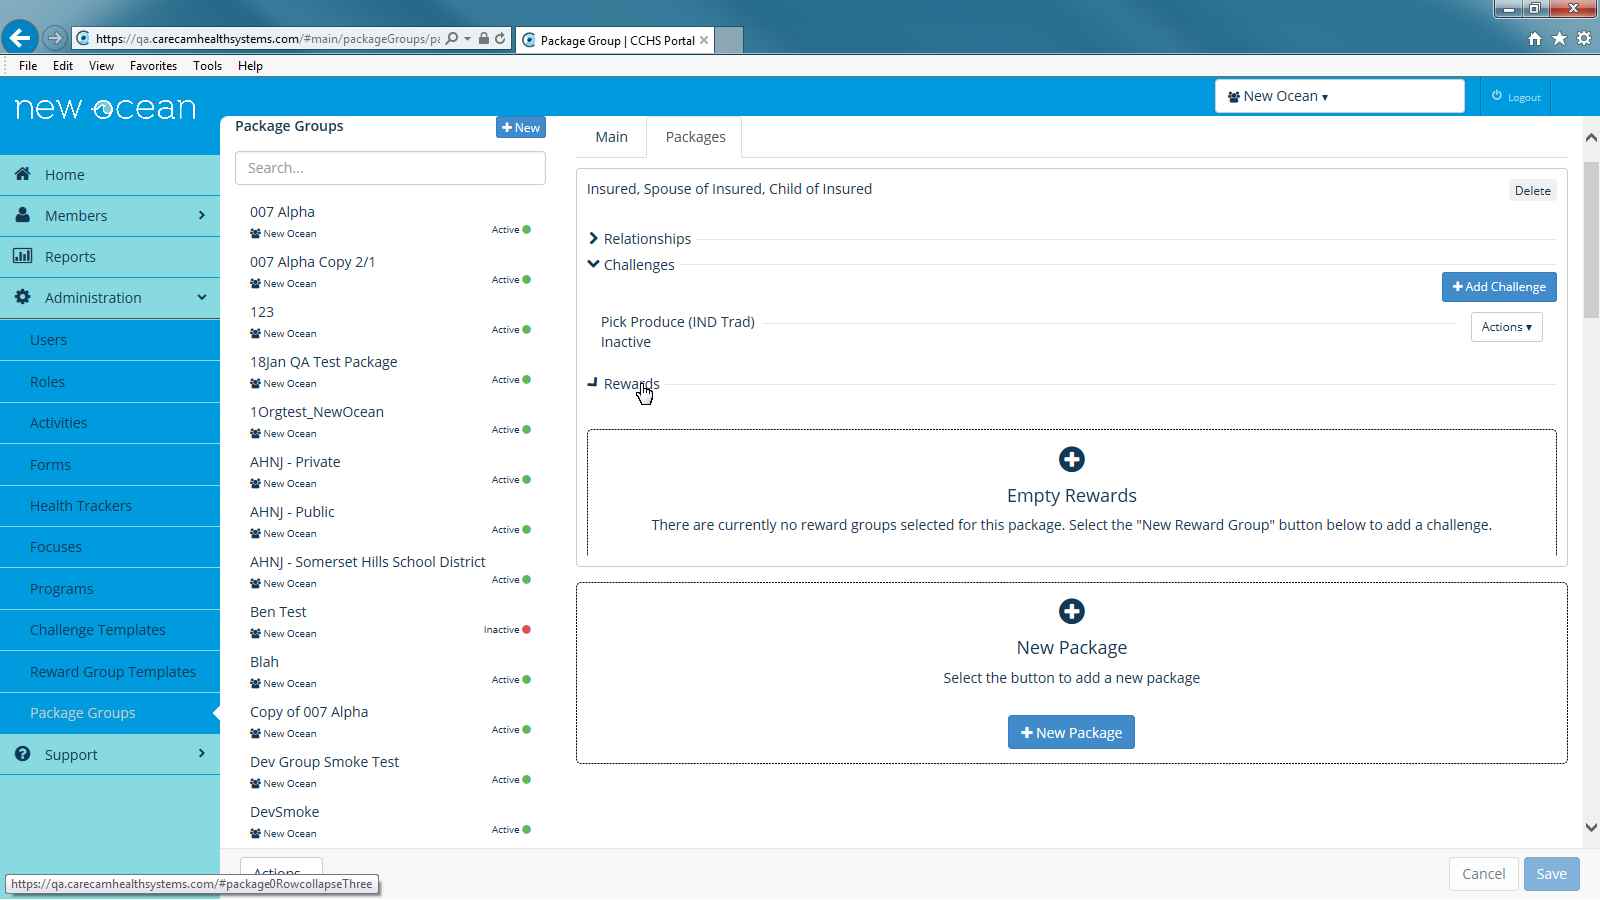 https://qa.carecamhealthsystems.com/#main/packageGroups/pa
Package Group | CCHS Portal
File Edit View Favorites Tools Help
new ocean
New Ocean
Logout
Home
Members
Reports
Administration
Users
Roles
Activities
Forms
Health Trackers
Focuses
Programs
Challenge Templates
Reward Group Templates
Package Groups
Support
Package Groups
New
Search...
007 Alpha
New Ocean
Active
007 Alpha Copy 2/1
New Ocean
Active
123
New Ocean
Active
18Jan QA Test Package
New Ocean
Active
1Orgtest_NewOcean
New Ocean
Active
AHNJ - Private
New Ocean
Active
AHNJ - Public
New Ocean
Active
AHNJ - Somerset Hills School District
New Ocean
Active
Ben Test
New Ocean
Inactive
Blah
New Ocean
Active
Copy of 007 Alpha
New Ocean
Active
Dev Group Smoke Test
New Ocean
Active
DevSmoke
New Ocean
Active
Main
Packages
Insured, Spouse of Insured, Child of Insured
Delete
Relationships
Challenges
Add Challenge
Pick Produce (IND Trad)
Inactive
Actions
Rewards
Empty Rewards
There are currently no reward groups selected for this package. Select the "New Reward Group" button below to add a challenge.
New Package
Select the button to add a new package
New Package
Actions
Cancel
Save
https://qa.carecamhealthsystems.com/#package0RowcollapseThree